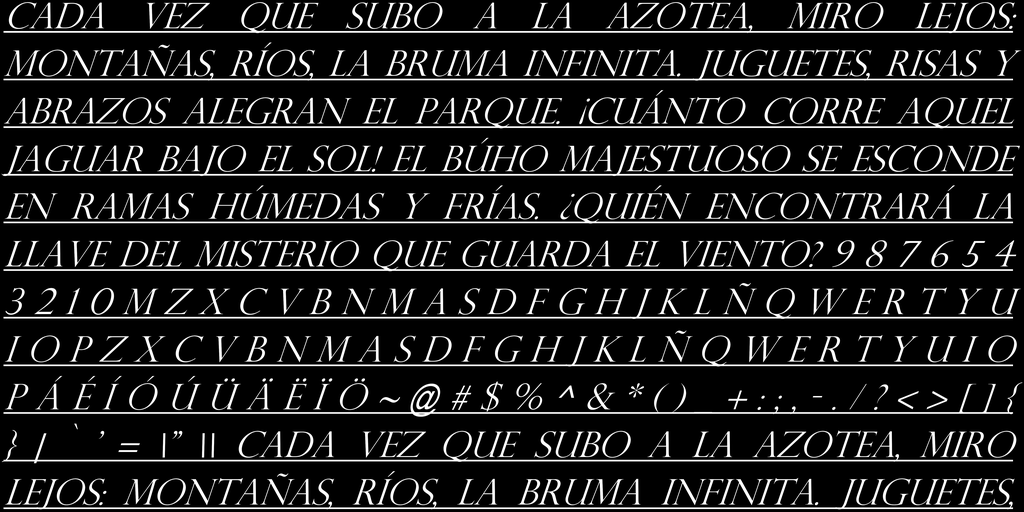 CADA VEZ QUE SUBO A LA AZOTEA, MIRO LEJOS:
MONTAÑAS, RÍOS, LA BRUMA INFINITA. JUGUETES, RISAS Y
ABRAZOS ALEGRAN EL PARQUE. ¡CUÁNTO CORRE AQUEL
JAGUAR BAJO EL SOL! EL BÚHO MAJESTUOSO SE ESCONDE
EN RAMAS HÚMEDAS Y FRÍAS. ¿QUIÉN ENCONTRARÁ LA
LLAVE DEL MISTERIO QUE GUARDA EL VIENTO? 9 8 7 6 5 4
3 2 1 0 M Z X C V B N M A S D F G H J K L Ñ Q W E R T Y U
I O P Z X C V B N M A S D F G H J K L Ñ Q W E R T Y U I O
P Á É Í Ó Ú Ü Ä Ë Ï Ö ~ @ # $ % ^ & * ( ) _ + : ; , - . / ? < > [ ] {
} | ` ' = \" \\ CADA VEZ QUE SUBO A LA AZOTEA, MIRO
LEJOS: MONTAÑAS, RÍOS, LA BRUMA INFINITA. JUGUETES,